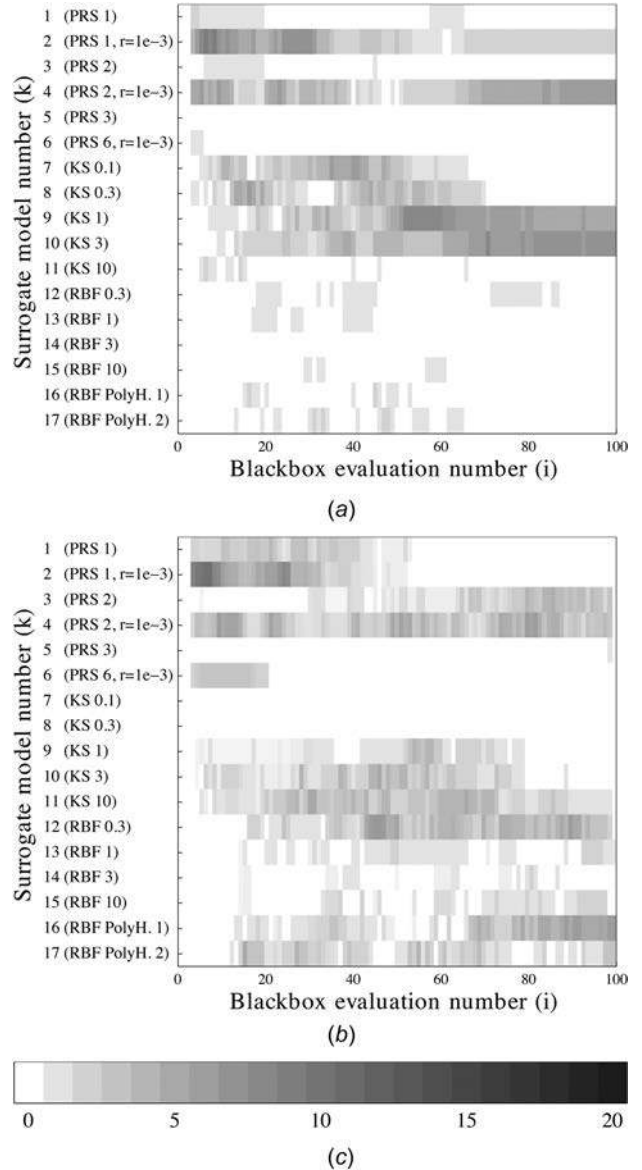 Surrogate model number (k)
1 (PRS 1)
2 (PRS 1, r=1e-3)
3 (PRS 2)
4 (PRS 2, r=1e-3)
5 (PRS 3)
6 (PRS 6, r=1e-3)
7 (KS 0.1)
8 (KS 0.3)
9 (KS 1)
10 (KS 3)
11 (KS 10)
12 (RBF 0.3)
13 (RBF 1)
14 (RBF 3)
15 (RBF 10)
16 (RBF PolyH. 1)
17 (RBF PolyH. 2)
0 20 40 60 80 100
Blackbox evaluation number (i)
(a)
Surrogate model number (k)
1 (PRS 1)
2 (PRS 1, r=1e-3)
3 (PRS 2)
4 (PRS 2, r=1e-3)
5 (PRS 3)
6 (PRS 6, r=1e-3)
7 (KS 0.1)
8 (KS 0.3)
9 (KS 1)
10 (KS 3)
11 (KS 10)
12 (RBF 0.3)
13 (RBF 1)
14 (RBF 3)
15 (RBF 10)
16 (RBF PolyH. 1)
17 (RBF PolyH. 2)
0 20 40 60 80 100
Blackbox evaluation number (i)
(b)
0 5 10 15 20
(c)